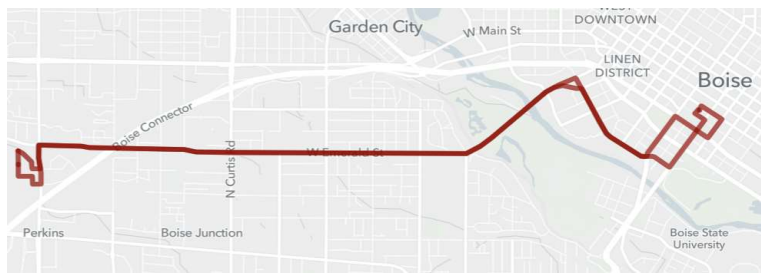 WEST
DOWNTOWN
Garden City
W Main St
LINEN
DISTRICT
Boise
Boise Connector
N Curtis Rd
W Emerald St
Perkins
Boise Junction
Boise State
University